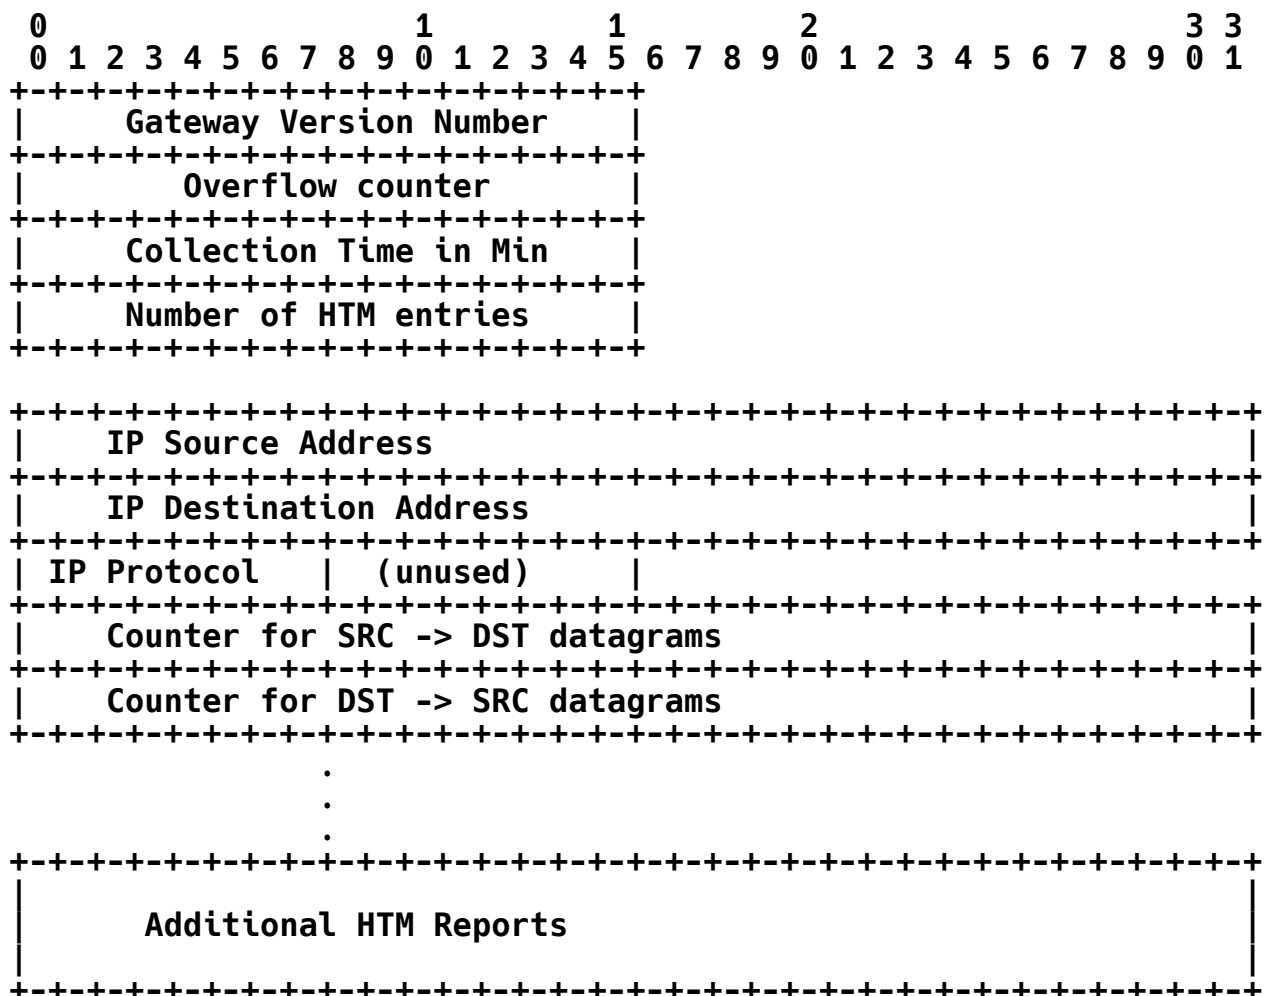 0                                       1                   1                   2                                       3 3
 0 1 2 3 4 5 6 7 8 9 0 1 2 3 4 5 6 7 8 9 0 1 2 3 4 5 6 7 8 9 0 1
+-+-+-+-+-+-+-+-+-+-+-+-+-+-+-+-+
|     Gateway Version Number    |
+-+-+-+-+-+-+-+-+-+-+-+-+-+-+-+-+
|        Overflow counter       |
+-+-+-+-+-+-+-+-+-+-+-+-+-+-+-+-+
|     Collection Time in Min    |
+-+-+-+-+-+-+-+-+-+-+-+-+-+-+-+-+
|     Number of HTM entries     |
+-+-+-+-+-+-+-+-+-+-+-+-+-+-+-+-+
+-+-+-+-+-+-+-+-+-+-+-+-+-+-+-+-+-+-+-+-+-+-+-+-+-+-+-+-+-+-+-+-+
|    IP Source Address                                          |
+-+-+-+-+-+-+-+-+-+-+-+-+-+-+-+-+-+-+-+-+-+-+-+-+-+-+-+-+-+-+-+-+
|    IP Destination Address                                     |
+-+-+-+-+-+-+-+-+-+-+-+-+-+-+-+-+-+-+-+-+-+-+-+-+-+-+-+-+-+-+-+-+
| IP Protocol   |  (unused)     |
+-+-+-+-+-+-+-+-+-+-+-+-+-+-+-+-+-+-+-+-+-+-+-+-+-+-+-+-+-+-+-+-+
|    Counter for SRC -> DST datagrams                           |
+-+-+-+-+-+-+-+-+-+-+-+-+-+-+-+-+-+-+-+-+-+-+-+-+-+-+-+-+-+-+-+-+
|    Counter for DST -> SRC datagrams                           |
+-+-+-+-+-+-+-+-+-+-+-+-+-+-+-+-+-+-+-+-+-+-+-+-+-+-+-+-+-+-+-+-+
                .
                .
                .
+-+-+-+-+-+-+-+-+-+-+-+-+-+-+-+-+-+-+-+-+-+-+-+-+-+-+-+-+-+-+-+-+
|                                                               |
|      Additional HTM Reports                                   |
|                                                               |
+-+-+-+-+-+-+-+-+-+-+-+-+-+-+-+-+-+-+-+-+-+-+-+-+-+-+-+-+-+-+-+-+